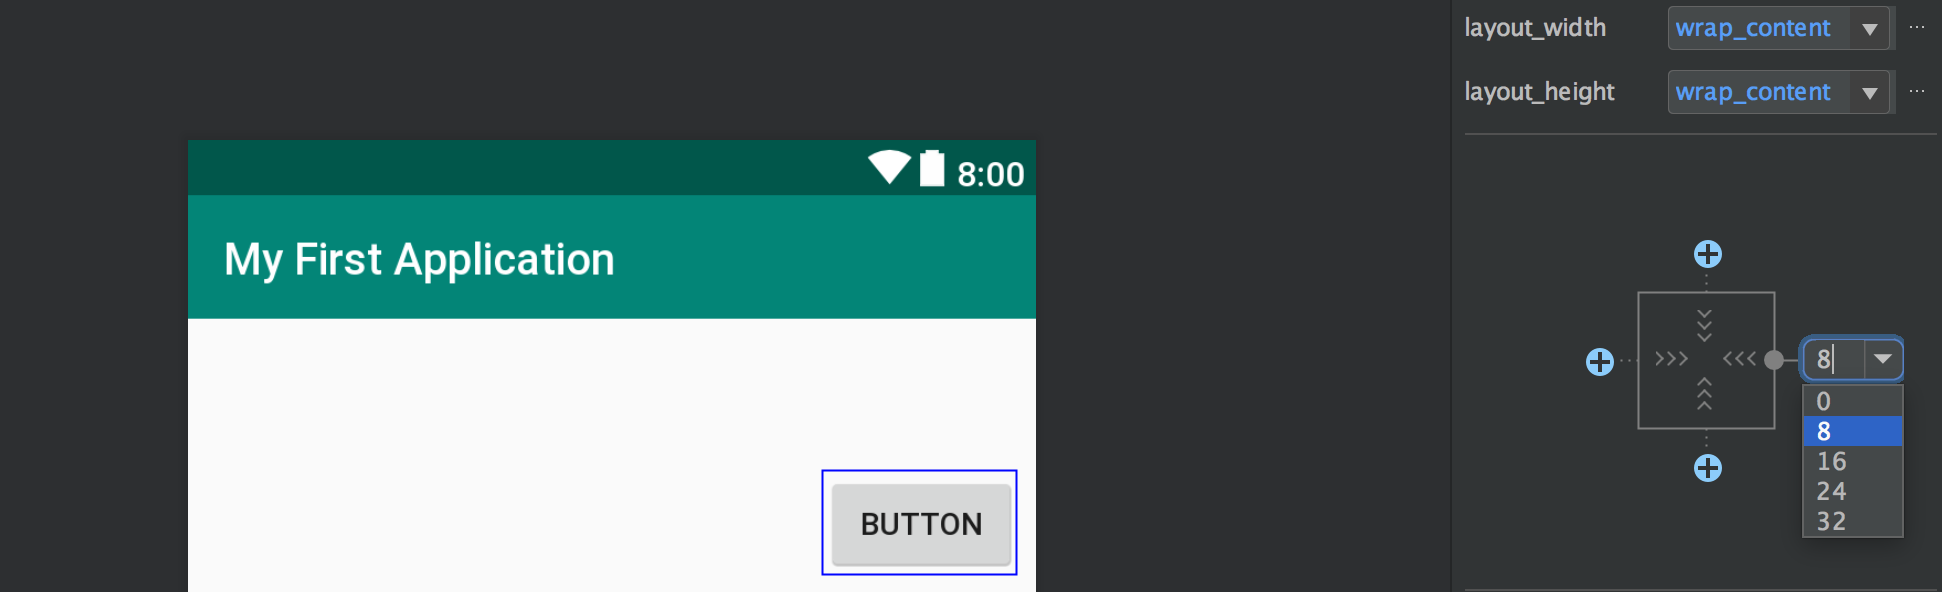 layout_width wrap_content ...
layout_height wrap_content ...
8:00
My First Application
8
0
8
16
24
32
BUTTON